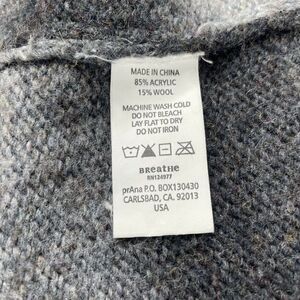 MADE IN CHINA
85% ACRYLIC
15% WOOL
MACHINE WASH COLD
DO NOT BLEACH
LAY FLAT TO DRY
DO NOT IRON
BREATHE
RN124977
prAna P.O. BOX130430
CARLSBAD, CA. 92013
USA